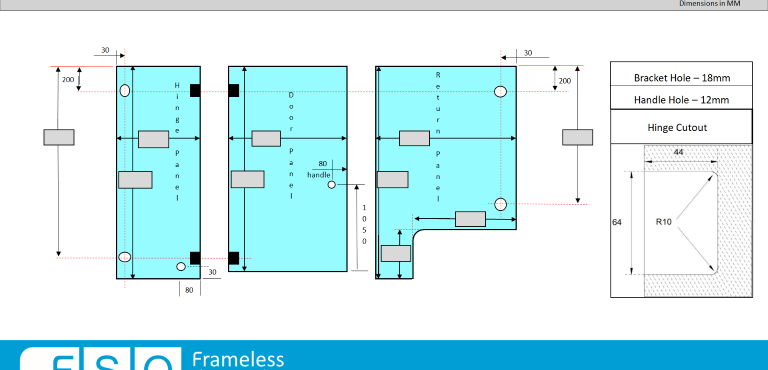 Dimensions in MM
30
30
200
200
Hinge Panel
Door Panel
Return Panel
80
handle
1050
30
80
Bracket Hole – 18mm
Handle Hole – 12mm
Hinge Cutout
44
64
R10
ESO
Frameless